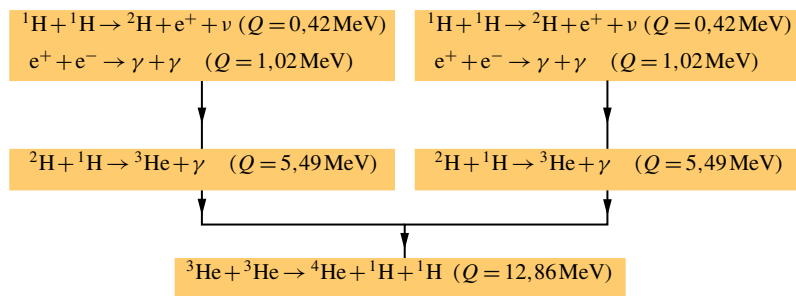 ¹H + ¹H → ²H + e⁺ + ν (Q = 0,42 MeV)
e⁺ + e⁻ → γ + γ (Q = 1,02 MeV)
¹H + ¹H → ²H + e⁺ + ν (Q = 0,42 MeV)
e⁺ + e⁻ → γ + γ (Q = 1,02 MeV)
²H + ¹H → ³He + γ (Q = 5,49 MeV)
²H + ¹H → ³He + γ (Q = 5,49 MeV)
³He + ³He → ⁴He + ¹H + ¹H (Q = 12,86 MeV)